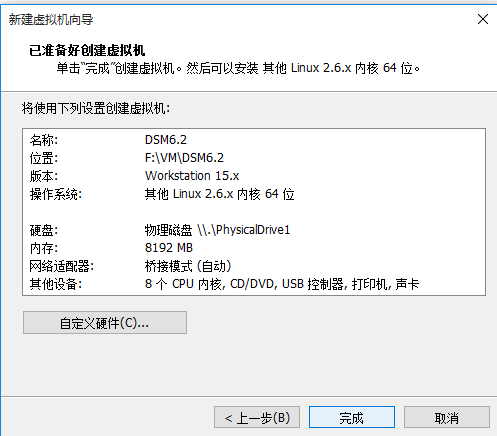 新建虚拟机向导
已准备好创建虚拟机
单击“完成”创建虚拟机。然后可以安装 其他 Linux 2.6.x 内核 64 位。
将使用下列设置创建虚拟机:
名称: DSM6.2
位置: F:\VM\DSM6.2
版本: Workstation 15.x
操作系统: 其他 Linux 2.6.x 内核 64 位
硬盘: 物理磁盘 \\.\PhysicalDrive1
内存: 8192 MB
网络适配器: 桥接模式 (自动)
其他设备: 8 个 CPU 内核, CD/DVD, USB 控制器, 打印机, 声卡
自定义硬件(C)...
< 上一步(B) 完成 取消